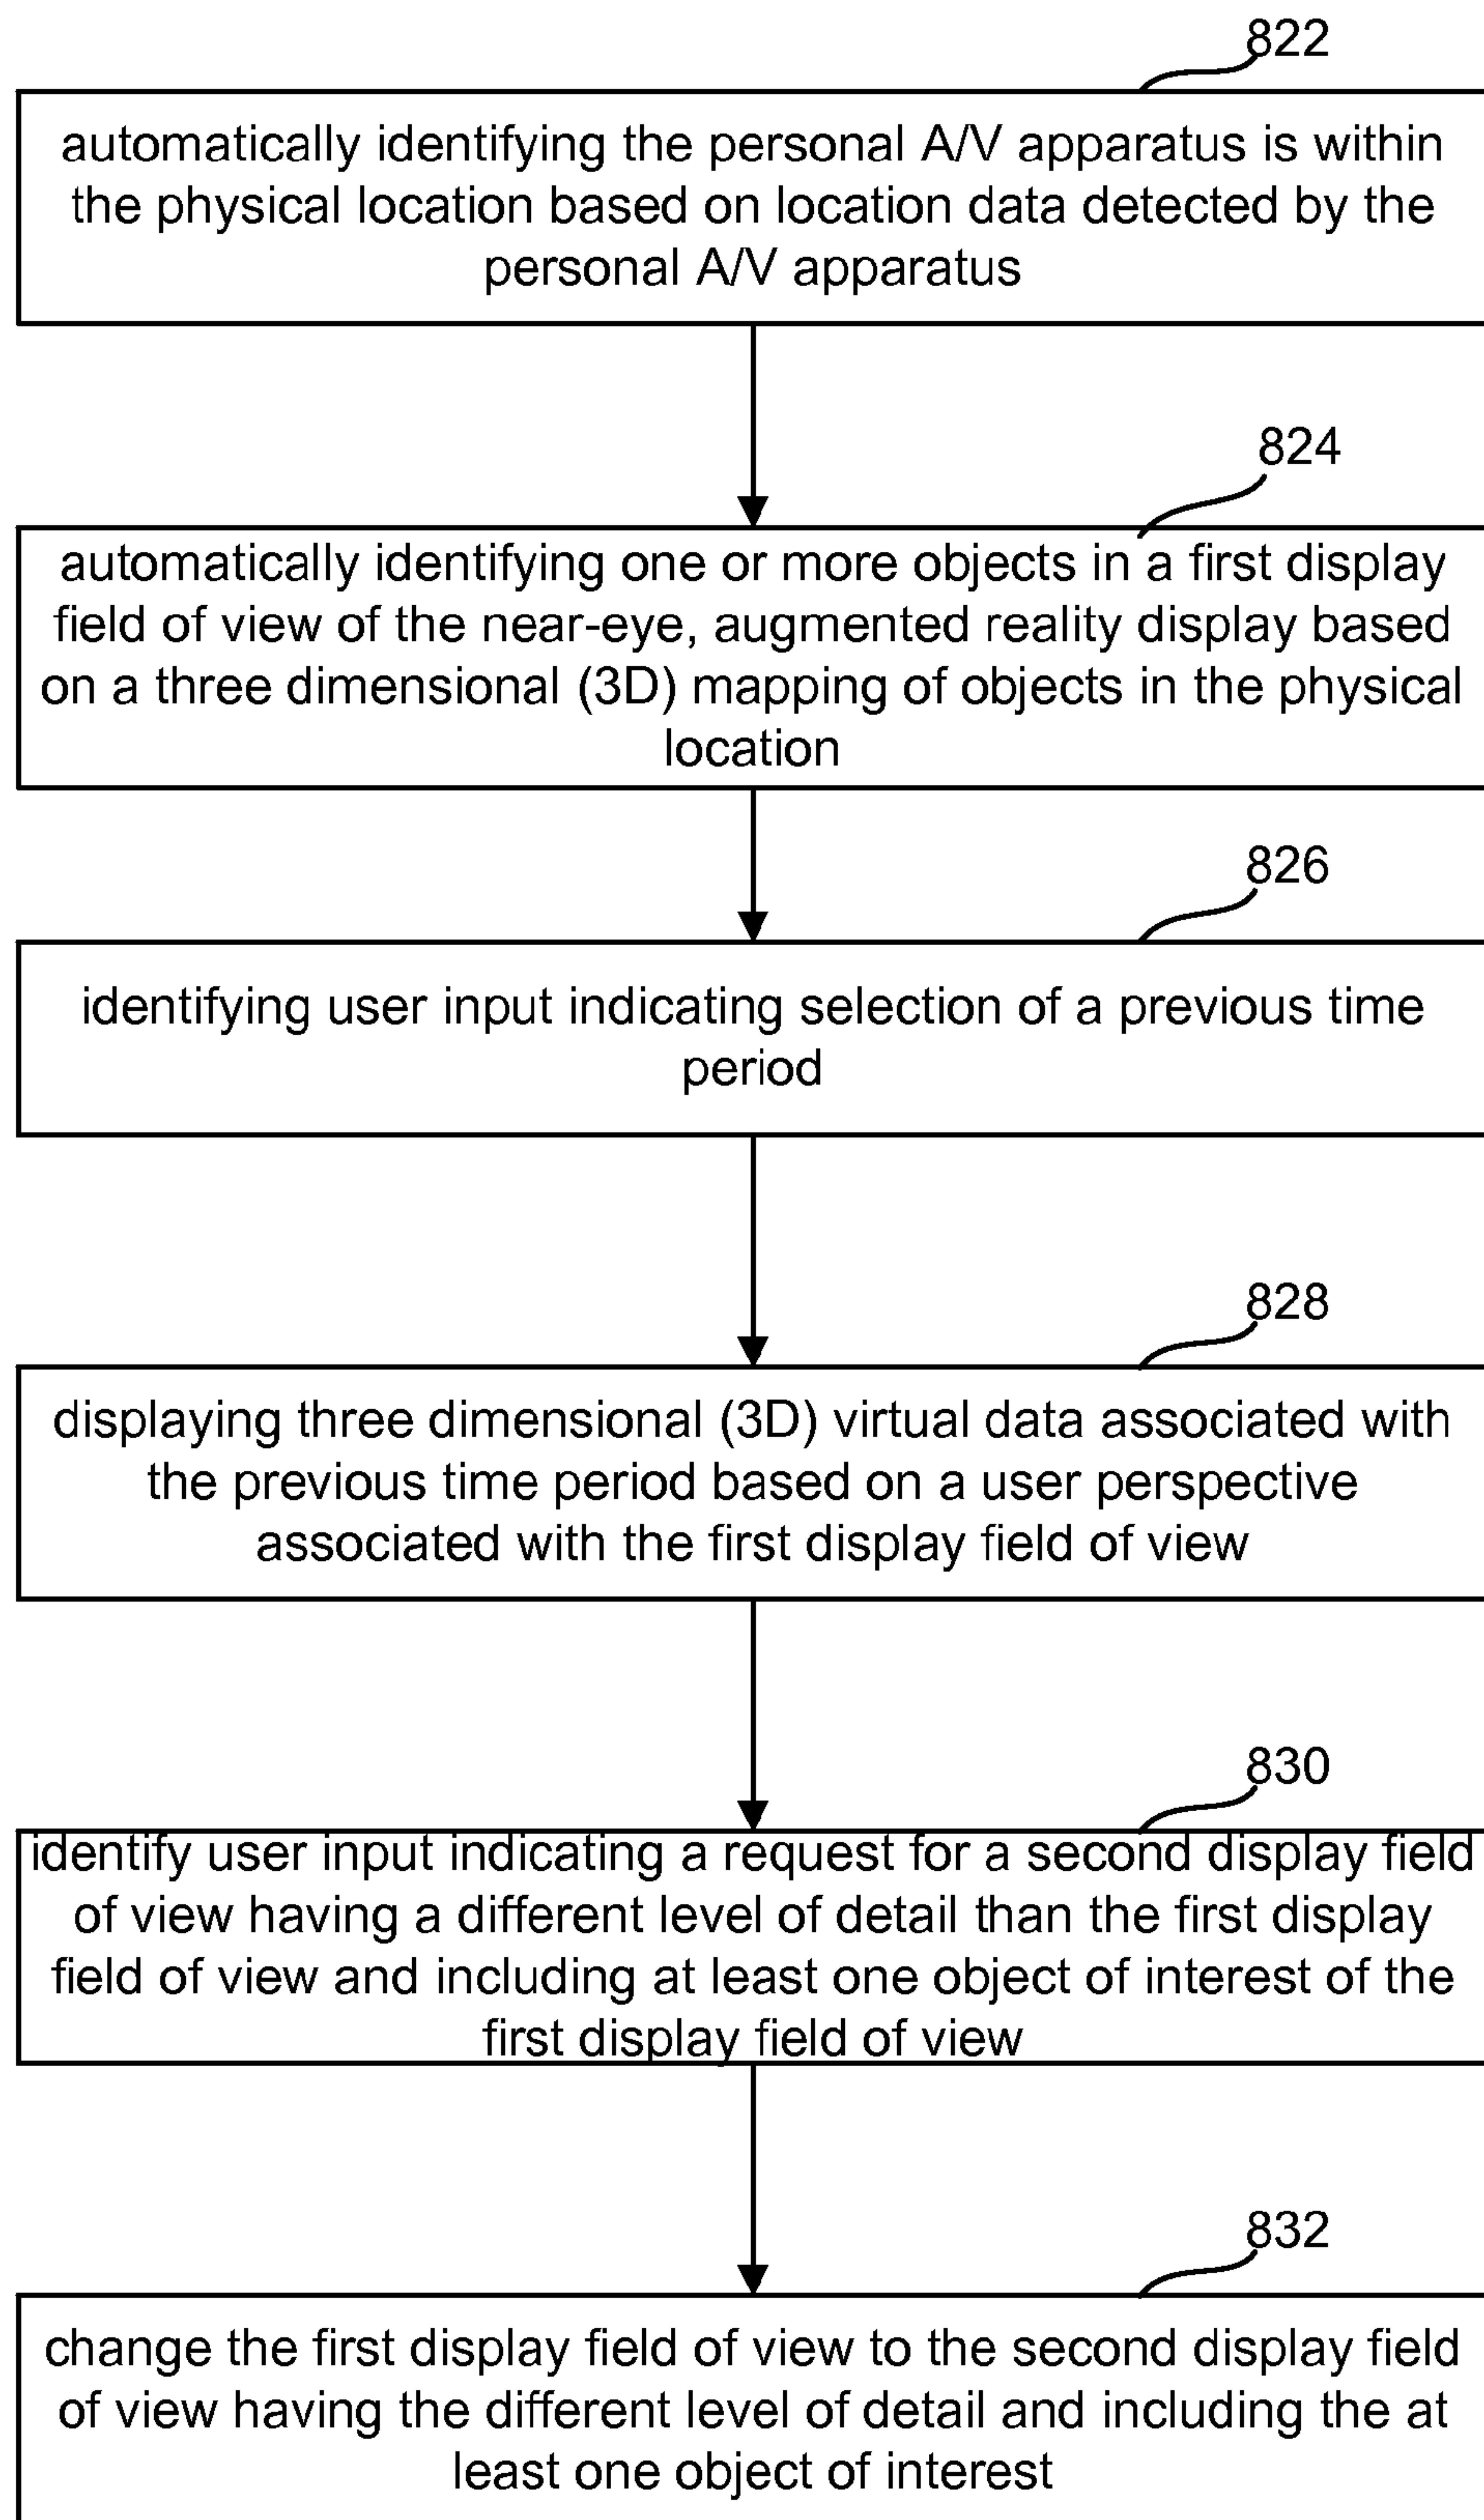 822
automatically identifying the personal A/V apparatus is within
the physical location based on location data detected by the
personal A/V apparatus
824
automatically identifying one or more objects in a first display
field of view of the near-eye, augmented reality display based
on a three dimensional (3D) mapping of objects in the physical
location
826
identifying user input indicating selection of a previous time
period
828
displaying three dimensional (3D) virtual data associated with
the previous time period based on a user perspective
associated with the first display field of view
830
identify user input indicating a request for a second display field
of view having a different level of detail than the first display
field of view and including at least one object of interest of the
first display field of view
832
change the first display field of view to the second display field
of view having the different level of detail and including the at
least one object of interest